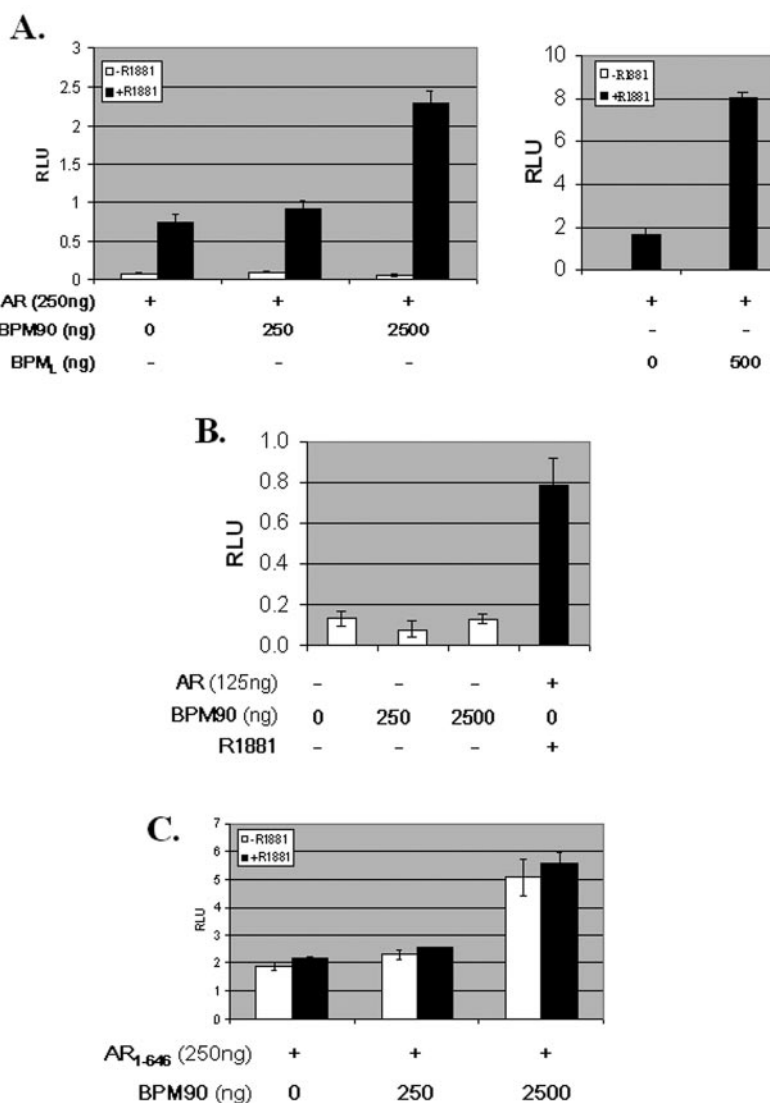 A.
3
2.5
2
1.5
1
0.5
0
RLU
-R1881
+R1881
AR (250ng) + + +
BPM90 (ng) 0 250 2500
BPML (ng) - - -
10
8
6
4
2
0
RLU
-R1881
+R1881
+ +
- -
0 500
B.
1.0
0.8
0.6
0.4
0.2
0.0
RLU
AR (125ng) - - - +
BPM90 (ng) 0 250 2500 0
R1881 - - - +
C.
7
6
5
4
3
2
1
0
RLU
-R1881
+R1881
AR1-646 (250ng) + + +
BPM90 (ng) 0 250 2500